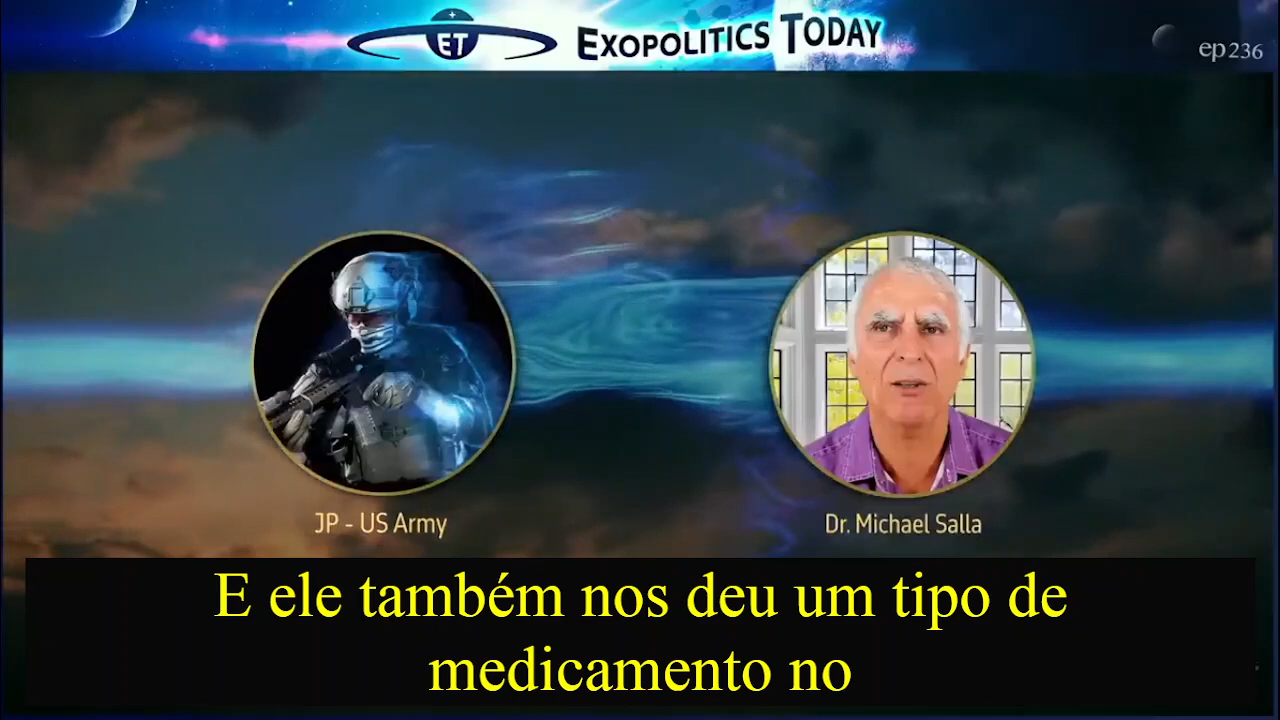 ET
EXOPOLITICS TODAY
ep236
JP - US Army
Dr. Michael Salla
E ele também nos deu um tipo de
medicamento no